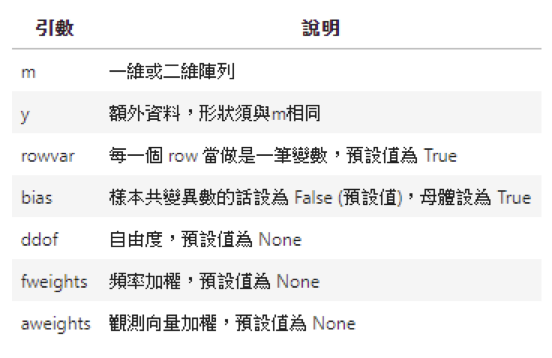 引數 說明
m 一維或二維陣列
y 額外資料，形狀須與m相同
rowvar 每一個 row 當做是一筆變數，預設值為 True
bias 樣本共變異數的話設為 False (預設值)，母體設為 True
ddof 自由度，預設值為 None
fweights 頻率加權，預設值為 None
aweights 觀測向量加權，預設值為 None